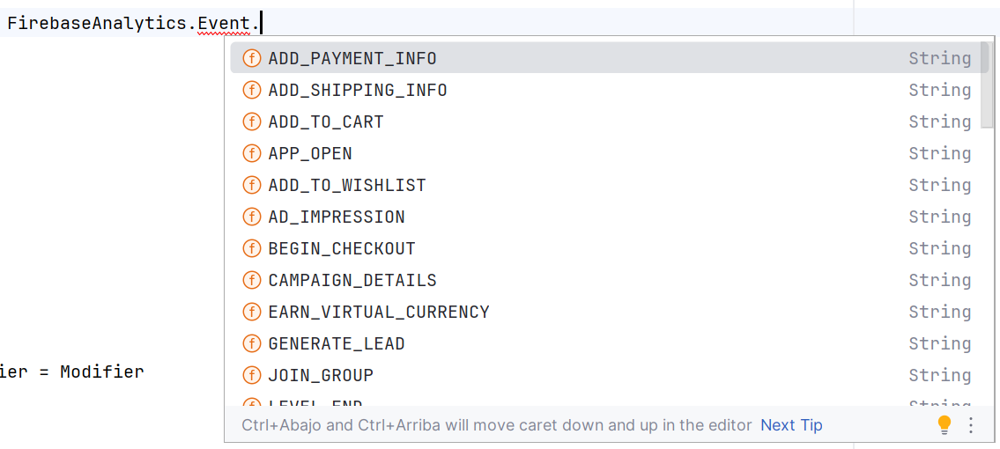 FirebaseAnalytics.Event.
ADD_PAYMENT_INFO String
ADD_SHIPPING_INFO String
ADD_TO_CART String
APP_OPEN String
ADD_TO_WISHLIST String
AD_IMPRESSION String
BEGIN_CHECKOUT String
CAMPAIGN_DETAILS String
EARN_VIRTUAL_CURRENCY String
GENERATE_LEAD String
JOIN_GROUP String
ier = Modifier
LEVEL_END String
Ctrl+Abajo and Ctrl+Arriba will move caret down and up in the editor Next Tip